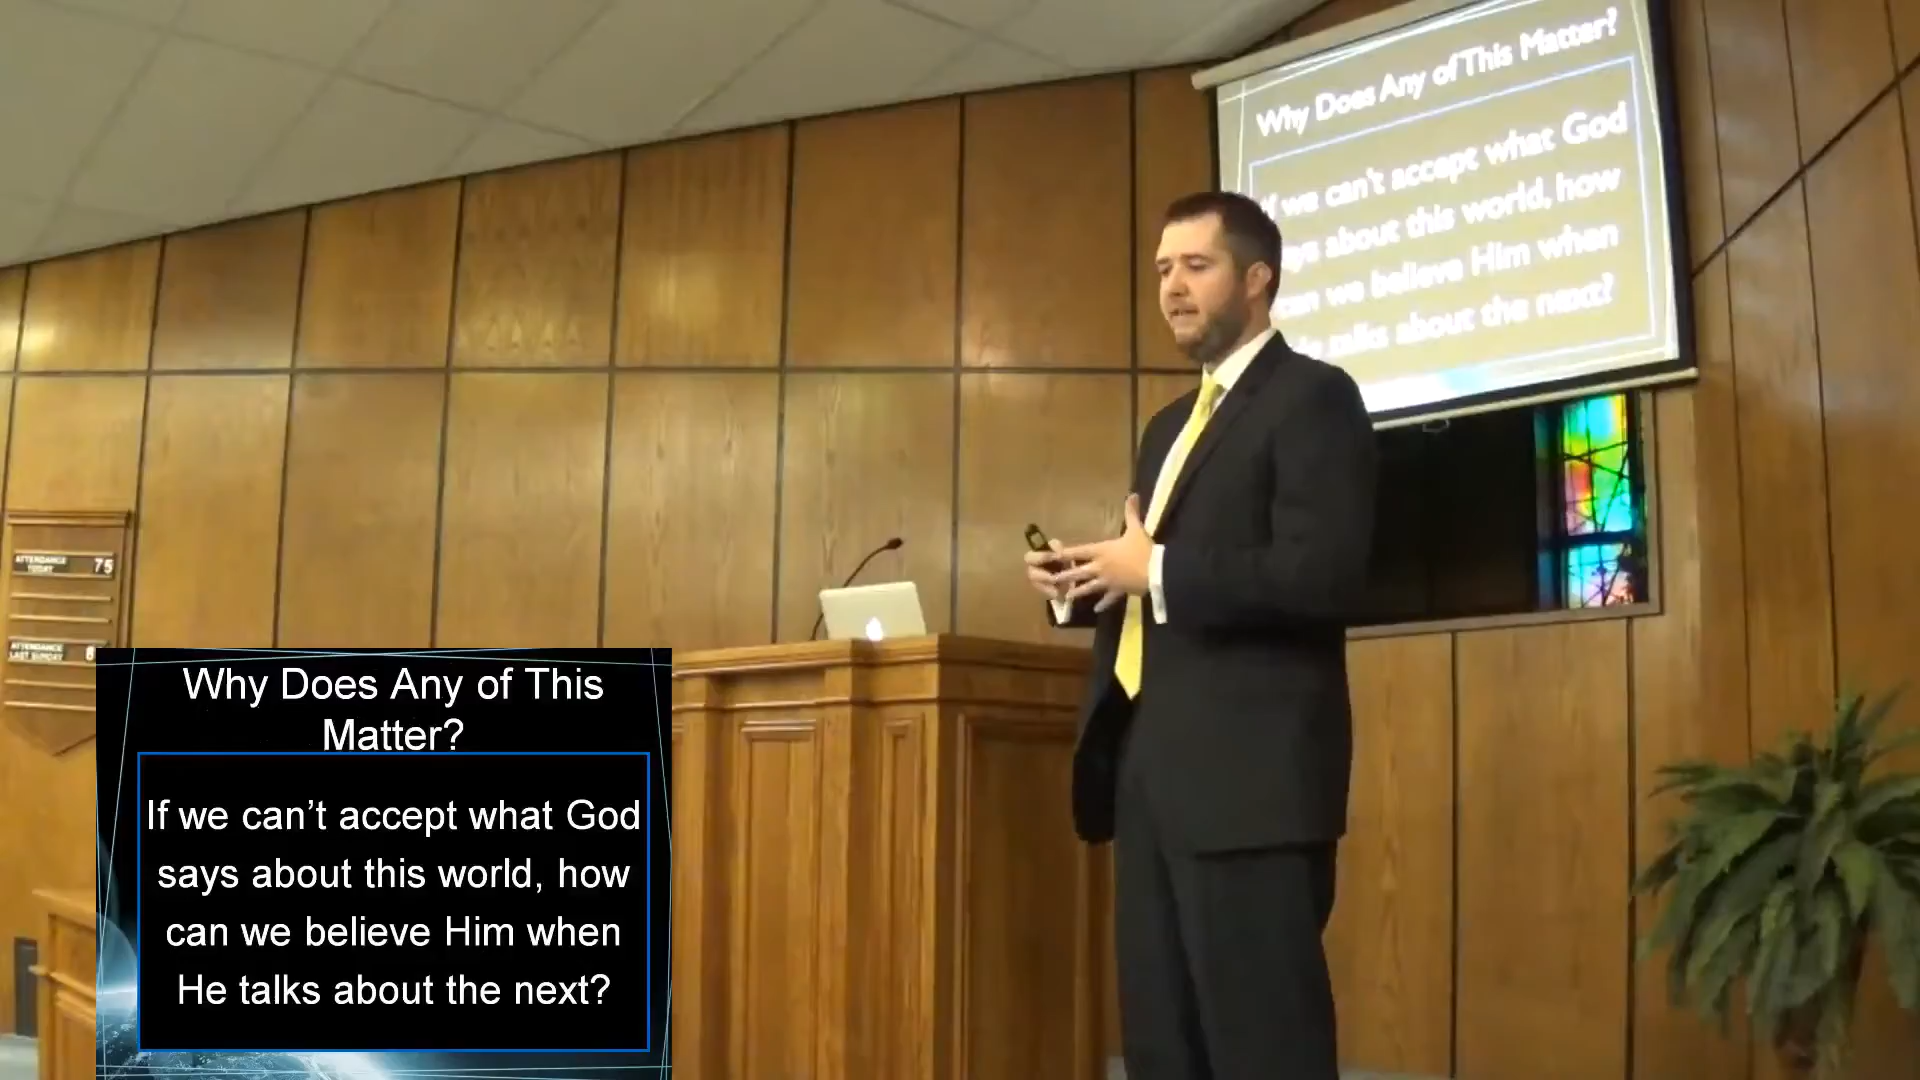 Why Does Any of This Matter?
If we can't accept what God
says about this world, how
can we believe Him when
He talks about the next?
ATTENDANCE
TODAY
75
ATTENDANCE
LAST SUNDAY
8
Why Does Any of This
Matter?
If we can’t accept what God
says about this world, how
can we believe Him when
He talks about the next?